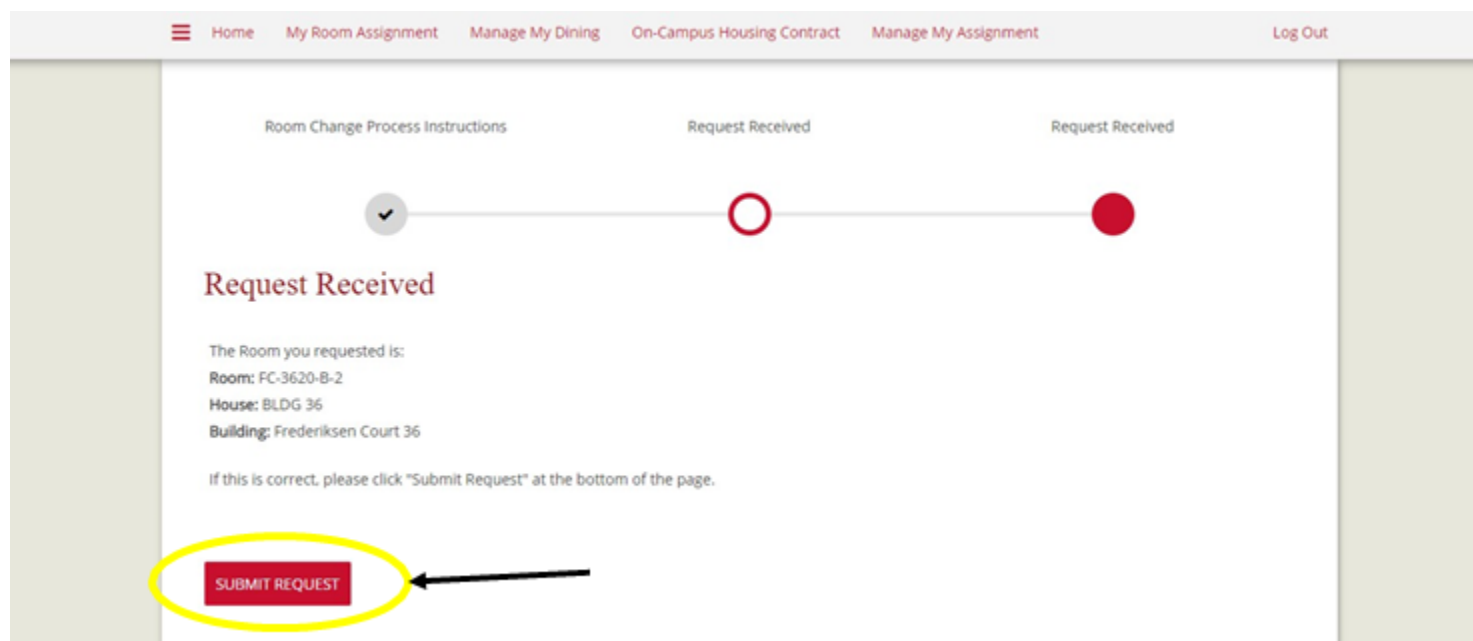 Home My Room Assignment Manage My Dining On-Campus Housing Contract Manage My Assignment Log Out
Room Change Process Instructions Request Received Request Received
Request Received
The Room you requested is:
Room: FC-3620-B-2
House: BLDG 36
Building: Frederiksen Court 36
If this is correct, please click "Submit Request" at the bottom of the page.
SUBMIT REQUEST